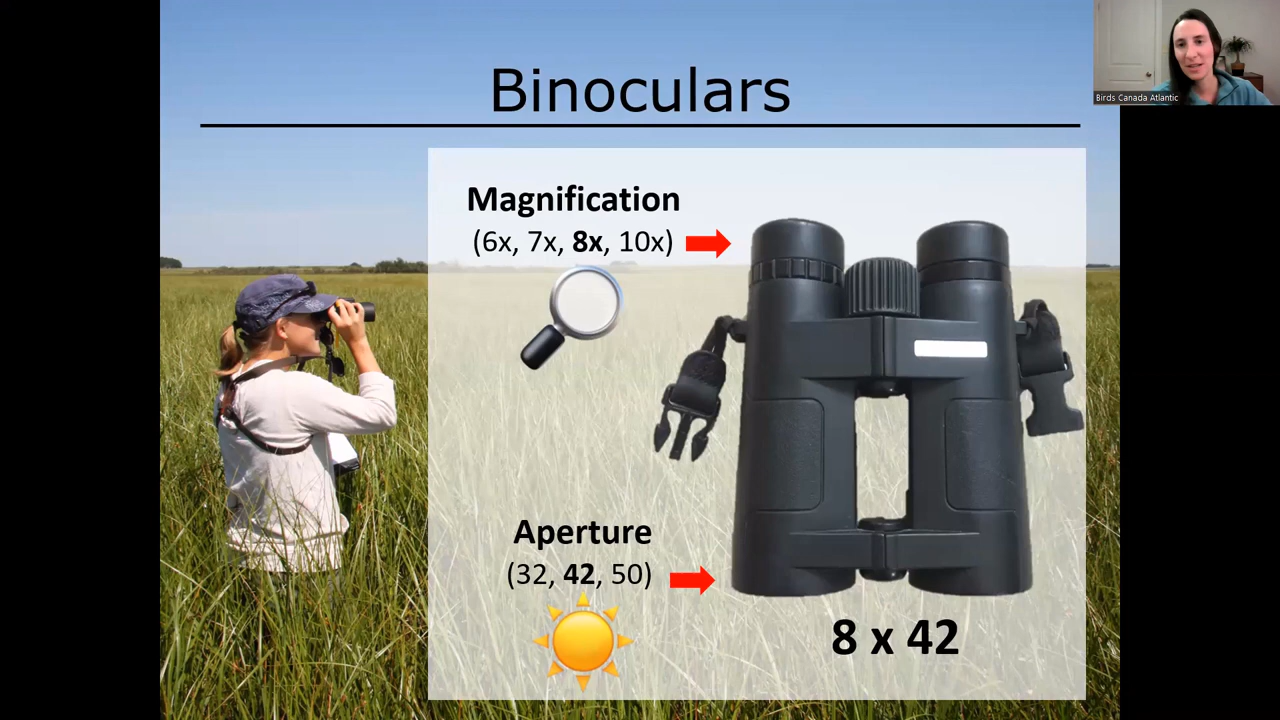 Binoculars
Birds Canada Atlantic
Magnification
(6x, 7x, 8x, 10x)
Aperture
(32, 42, 50)
8 x 42